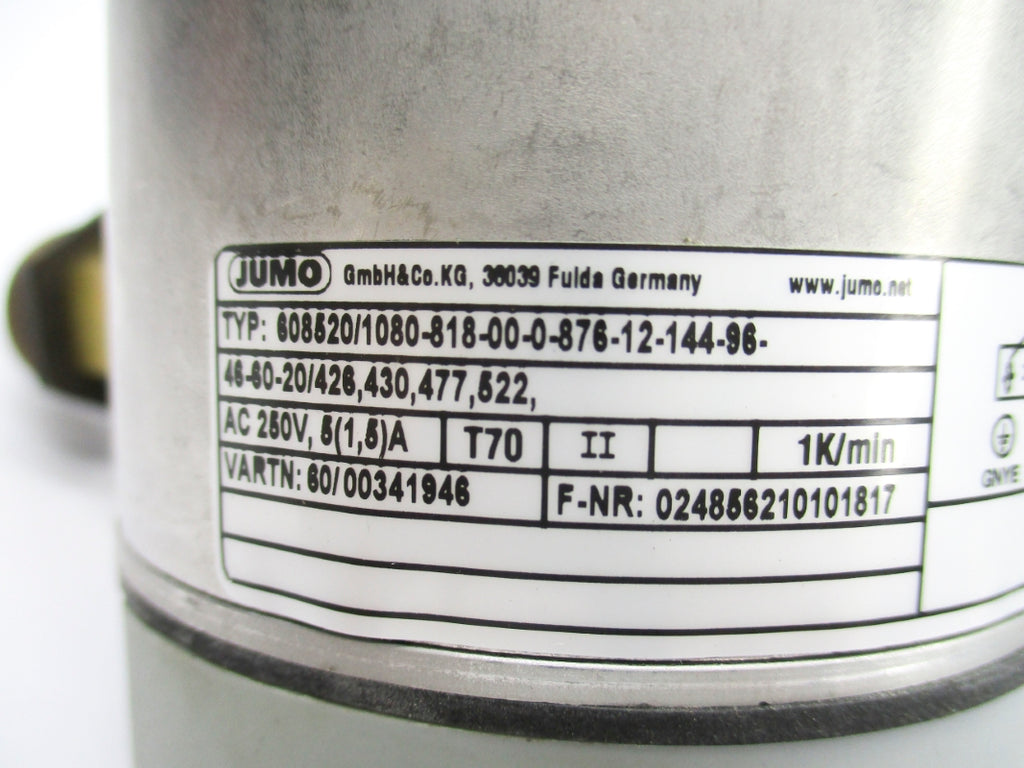 JUMO GmbH&Co.KG, 36039 Fulda Germany www.jumo.net
TYP: 608520/1080-818-00-0-876-12-144-96-
46-60-20/426,430,477,522,
AC 250V, 5(1,5)A T70 II 1K/min
VARTN: 60/00341946 F-NR: 024856210101817
GNYE